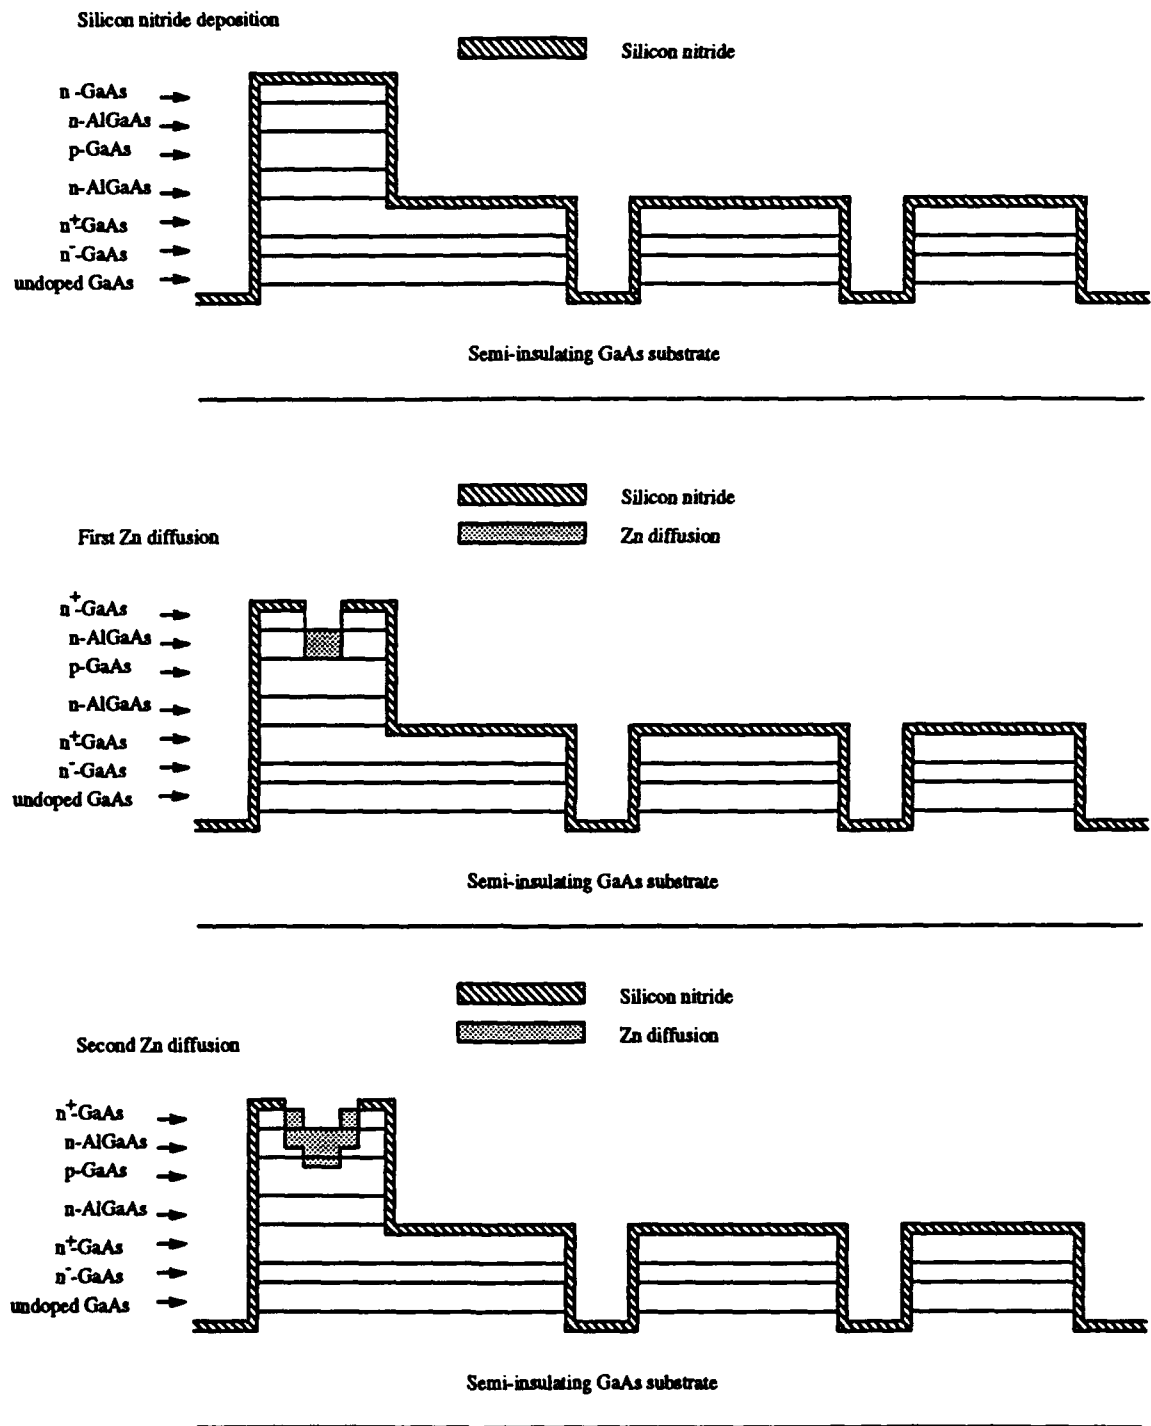 Silicon nitride deposition
Silicon nitride
n -GaAs
n-AlGaAs
p-GaAs
n-AlGaAs
n⁺-GaAs
n⁻-GaAs
undoped GaAs
Semi-insulating GaAs substrate
Silicon nitride
First Zn diffusion
Zn diffusion
n⁺-GaAs
n-AlGaAs
p-GaAs
n-AlGaAs
n⁺-GaAs
n⁻-GaAs
undoped GaAs
Semi-insulating GaAs substrate
Silicon nitride
Zn diffusion
Second Zn diffusion
n⁺-GaAs
n-AlGaAs
p-GaAs
n-AlGaAs
n⁺-GaAs
n⁻-GaAs
undoped GaAs
Semi-insulating GaAs substrate